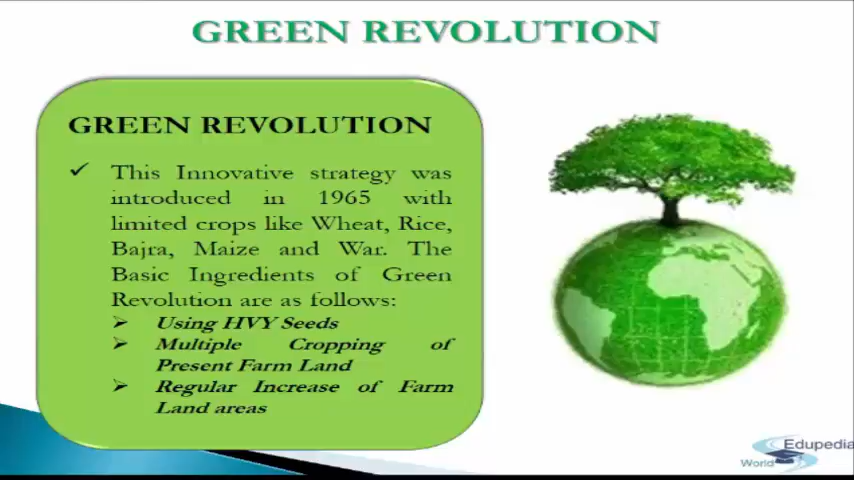 GREEN REVOLUTION
GREEN REVOLUTION
This Innovative strategy was
introduced in 1965 with
limited crops like Wheat, Rice,
Bajra, Maize and War. The
Basic Ingredients of Green
Revolution are as follows:
Using HVY Seeds
Multiple Cropping of
Present Farm Land
Regular Increase of Farm
Land areas
Edupedia
World